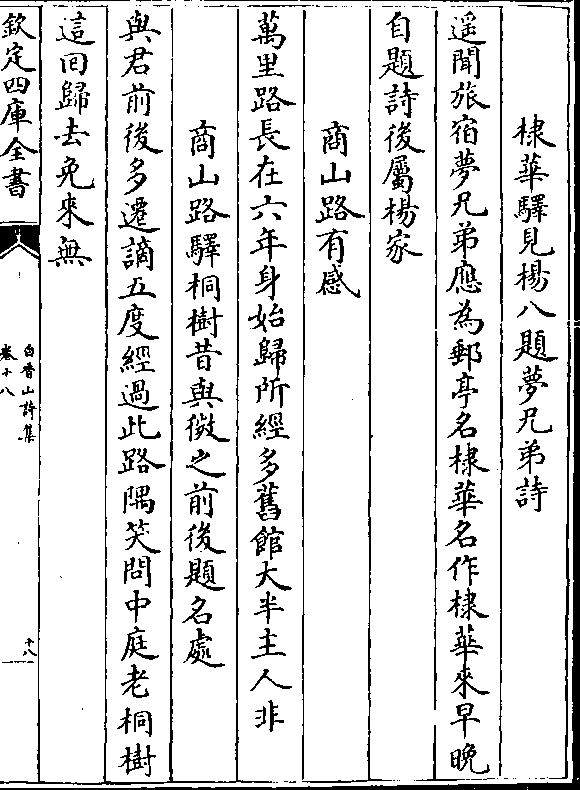 棣華驛見楊八題夢兄弟詩
遥聞旅宿夢兄弟應為郵亭名棣華名作棣華來早晚
自題詩後屬楊家
商山路有感
萬里路長在六年身始歸所經多舊館大半主人非
商山路驛桐樹昔與微之前後題名處
與君前後多遷謫五度經過此路隅笑問中庭老桐樹
這回歸去免來無
欽定四庫全書
白香山詩集
卷十八
十八